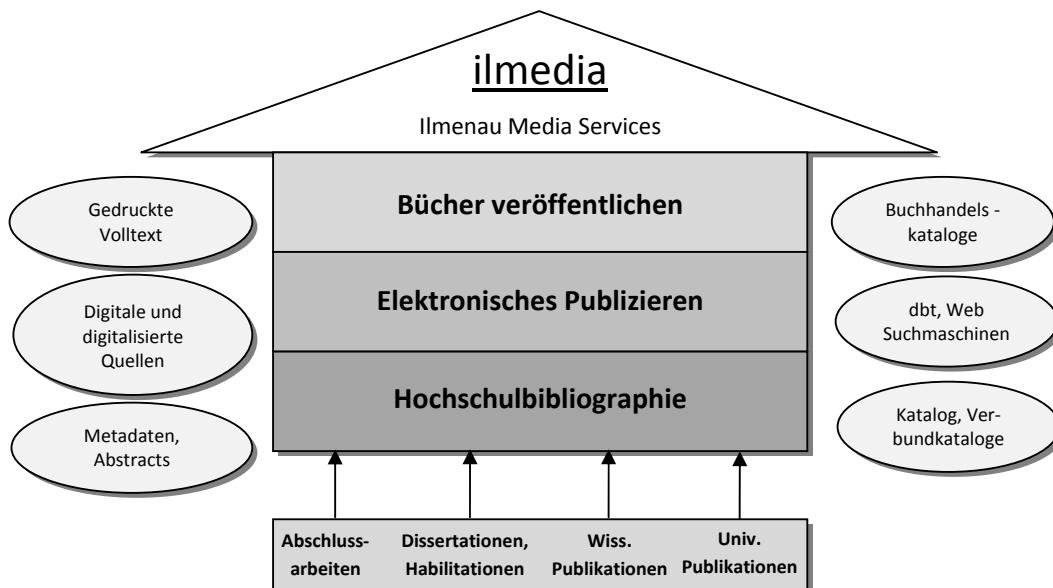 ilmedia
Ilmenau Media Services
Bücher veröffentlichen
Elektronisches Publizieren
Hochschulbibliographie
Gedruckte
Volltext
Digitale und
digitalisierte
Quellen
Metadaten,
Abstracts
Buchhandels -
kataloge
dbt, Web
Suchmaschinen
Katalog, Ver-
bundkataloge
Abschluss-
arbeiten
Dissertationen,
Habilitationen
Wiss.
Publikationen
Univ.
Publikationen